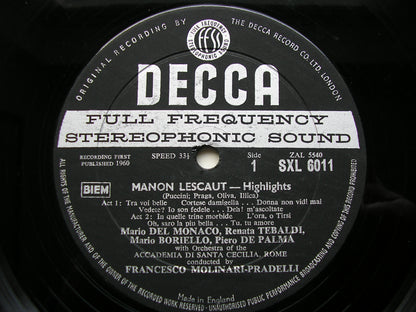 ORIGINAL RECORDING BY
THE DECCA RECORD CO. LTD. LONDON
FULL FREQUENCY
STEREOPHONIC SOUND
FFSS
DECCA
FULL FREQUENCY
STEREOPHONIC SOUND
RECORDING FIRST PUBLISHED 1960
SPEED 33⅓
Side 1
ZAL 5540
SXL 6011
BIEM
MANON LESCAUT — Highlights
(Puccini; Praga, Oliva, Illica)
Act 1: Tra voi belle Cortese damigella... Donna non vidi mai
Vedete? Io son fedele... Deh! t'ascoltate
Act 2: In quelle trine morbide L'ora, o Tirsi
Oh, saro la piu bella... Tu, tu amore
Mario DEL MONACO, Renata TEBALDI,
Mario BORIELLO, Piero DE PALMA
with Orchestra of the
ACCADEMIA DI SANTA CECILIA, ROME
conducted by
FRANCESCO MOLINARI-PRADELLI
ALL RIGHTS OF THE MANUFACTURER AND OF THE OWNER OF THE RECORDED WORK RESERVED · UNAUTHORISED PUBLIC PERFORMANCE, BROADCASTING AND COPYING OF THIS RECORD PROHIBITED
Made in England